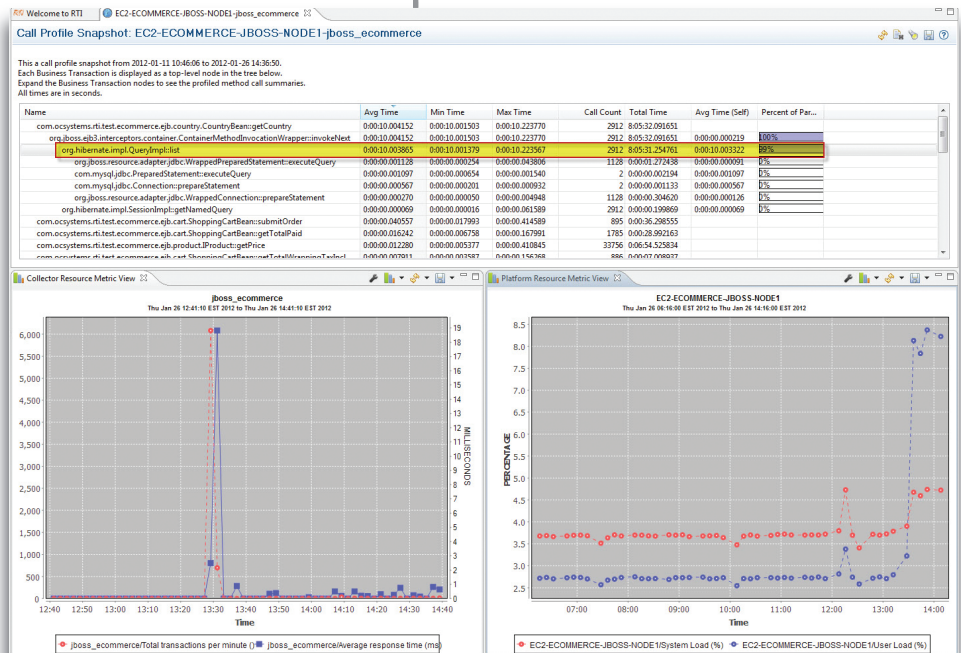 Welcome to RTI
EC2-ECOMMERCE-JBOSS-NODE1-jboss_ecommerce
Call Profile Snapshot: EC2-ECOMMERCE-JBOSS-NODE1-jboss_ecommerce
This a call profile snapshot from 2012-01-11 10:46:06 to 2012-01-26 14:36:50.
Each Business Transaction is displayed as a top-level node in the tree below.
Expand the Business Transaction nodes to see the profiled method call summaries.
All times are in seconds.
Name Avg Time Min Time Max Time Call Count Total Time Avg Time (Self) Percent of Par...
com.ocsystems.rti.test.ecommerce.ejb.country.CountryBean::getCountry 0:00:10.004152 0:00:10.001503 0:00:10.223770 2912 8:05:32.091651
org.jboss.ejb3.interceptors.container.ContainerMethodInvocationWrapper::invokeNext 0:00:10.004152 0:00:10.001503 0:00:10.223770 2912 8:05:32.091651 0:00:00.000219 100%
org.hibernate.impl.QueryImpl::list 0:00:10.003865 0:00:10.001379 0:00:10.223567 2912 8:05:31.254761 0:00:10.003322 99%
org.jboss.resource.adapter.jdbc.WrappedPreparedStatement::executeQuery 0:00:00.001128 0:00:00.000254 0:00:00.043806 1128 0:00:01.272438 0:00:00.000091 0%
com.mysql.jdbc.PreparedStatement::executeQuery 0:00:00.001097 0:00:00.000654 0:00:00.001540 2 0:00:00.002194 0:00:00.001097 0%
com.mysql.jdbc.Connection::prepareStatement 0:00:00.000567 0:00:00.000201 0:00:00.000932 2 0:00:00.001133 0:00:00.000567 0%
org.jboss.resource.adapter.jdbc.WrappedConnection::prepareStatement 0:00:00.000270 0:00:00.000050 0:00:00.004948 1128 0:00:00.304620 0:00:00.000126 0%
org.hibernate.impl.SessionImpl::getNamedQuery 0:00:00.000069 0:00:00.000016 0:00:00.061589 2912 0:00:00.199869 0:00:00.000069 0%
com.ocsystems.rti.test.ecommerce.ejb.cart.ShoppingCartBean::submitOrder 0:00:00.040557 0:00:00.017993 0:00:00.414589 895 0:00:36.298555
com.ocsystems.rti.test.ecommerce.ejb.cart.ShoppingCartBean::getTotalPaid 0:00:00.016242 0:00:00.006758 0:00:00.167991 1785 0:00:28.992163
com.ocsystems.rti.test.ecommerce.ejb.product.IProduct::getPrice 0:00:00.012280 0:00:00.005377 0:00:00.410845 33756 0:06:54.525834
com.ocsystems.rti.test.ecommerce.ejb.cart.ShoppingCartBean::getTotalWrappingTaxIncl 0:00:00.007911 0:00:00.003587 0:00:00.156268 886 0:00:07.008937
Collector Resource Metric View
jboss_ecommerce
Thu Jan 26 12:41:10 EST 2012 to Thu Jan 26 14:41:10 EST 2012
6,000
5,500
5,000
4,500
4,000
3,500
3,000
2,500
2,000
1,500
1,000
500
0
19
18
17
16
15
14
13
12
11
10
9
8
7
6
5
4
3
2
1
0
MILLISECONDS
12:40 12:50 13:00 13:10 13:20 13:30 13:40 13:50 14:00 14:10 14:20 14:30 14:40
Time
jboss_ecommerce/Total transactions per minute () jboss_ecommerce/Average response time (ms)
Platform Resource Metric View
EC2-ECOMMERCE-JBOSS-NODE1
Thu Jan 26 06:16:00 EST 2012 to Thu Jan 26 14:16:00 EST 2012
PERCENTAGE
8.5
8.0
7.5
7.0
6.5
6.0
5.5
5.0
4.5
4.0
3.5
3.0
2.5
07:00 08:00 09:00 10:00 11:00 12:00 13:00 14:00
Time
EC2-ECOMMERCE-JBOSS-NODE1/System Load (%) EC2-ECOMMERCE-JBOSS-NODE1/User Load (%)